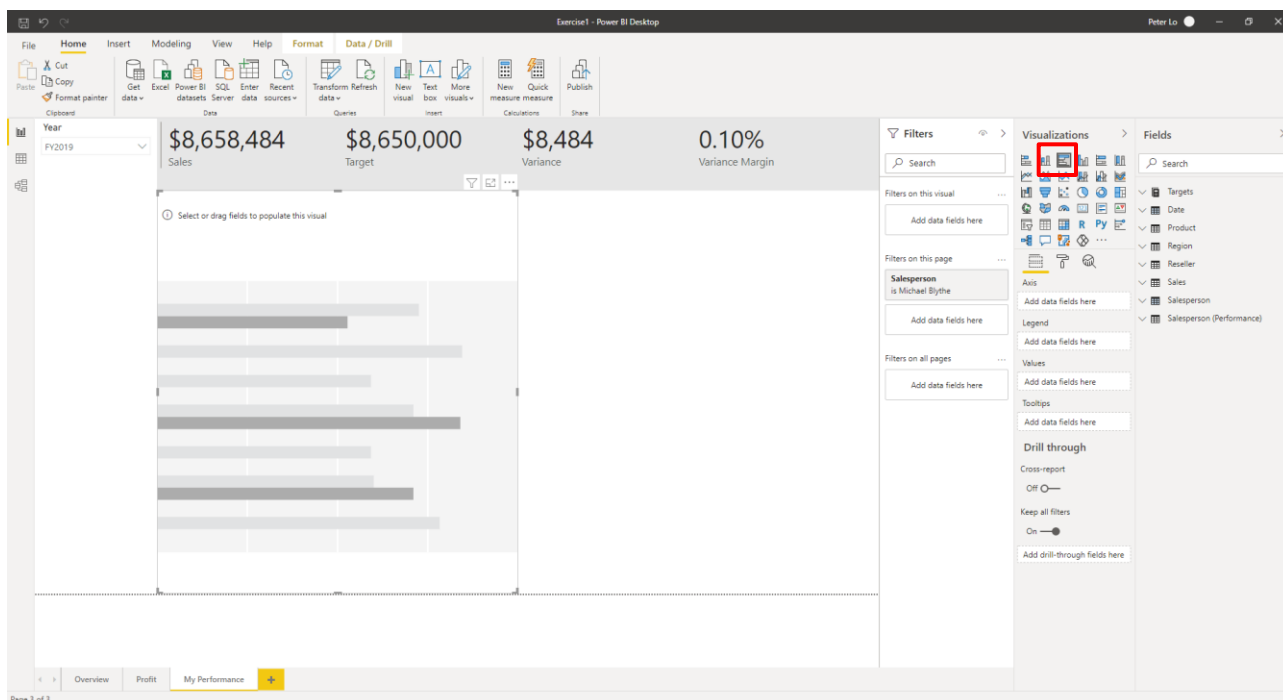 Exercise1 - Power BI Desktop
Peter Lo
File Home Insert Modeling View Help Format Data / Drill
Paste
Cut
Copy
Format painter
Clipboard
Get data
Excel
Power BI datasets
SQL Server
Enter data
Recent sources
Data
Transform data
Refresh
Queries
New visual
Text box
More visuals
Insert
New measure
Quick measure
Calculations
Publish
Share
Year
FY2019
$8,658,484
Sales
$8,650,000
Target
$8,484
Variance
0.10%
Variance Margin
Select or drag fields to populate this visual
Filters
Search
Filters on this visual
Add data fields here
Filters on this page
Salesperson
is Michael Blythe
Add data fields here
Filters on all pages
Add data fields here
Visualizations
R Py
Axis
Add data fields here
Legend
Add data fields here
Values
Add data fields here
Tooltips
Add data fields here
Drill through
Cross-report
Off
Keep all filters
On
Add drill-through fields here
Fields
Search
Targets
Date
Product
Region
Reseller
Sales
Salesperson
Salesperson (Performance)
Overview Profit My Performance
Page 3 of 3